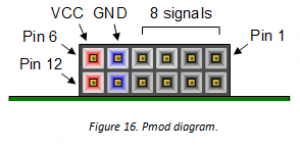 VCC GND 8 signals
Pin 6 Pin 1
Pin 12
Figure 16. Pmod diagram.